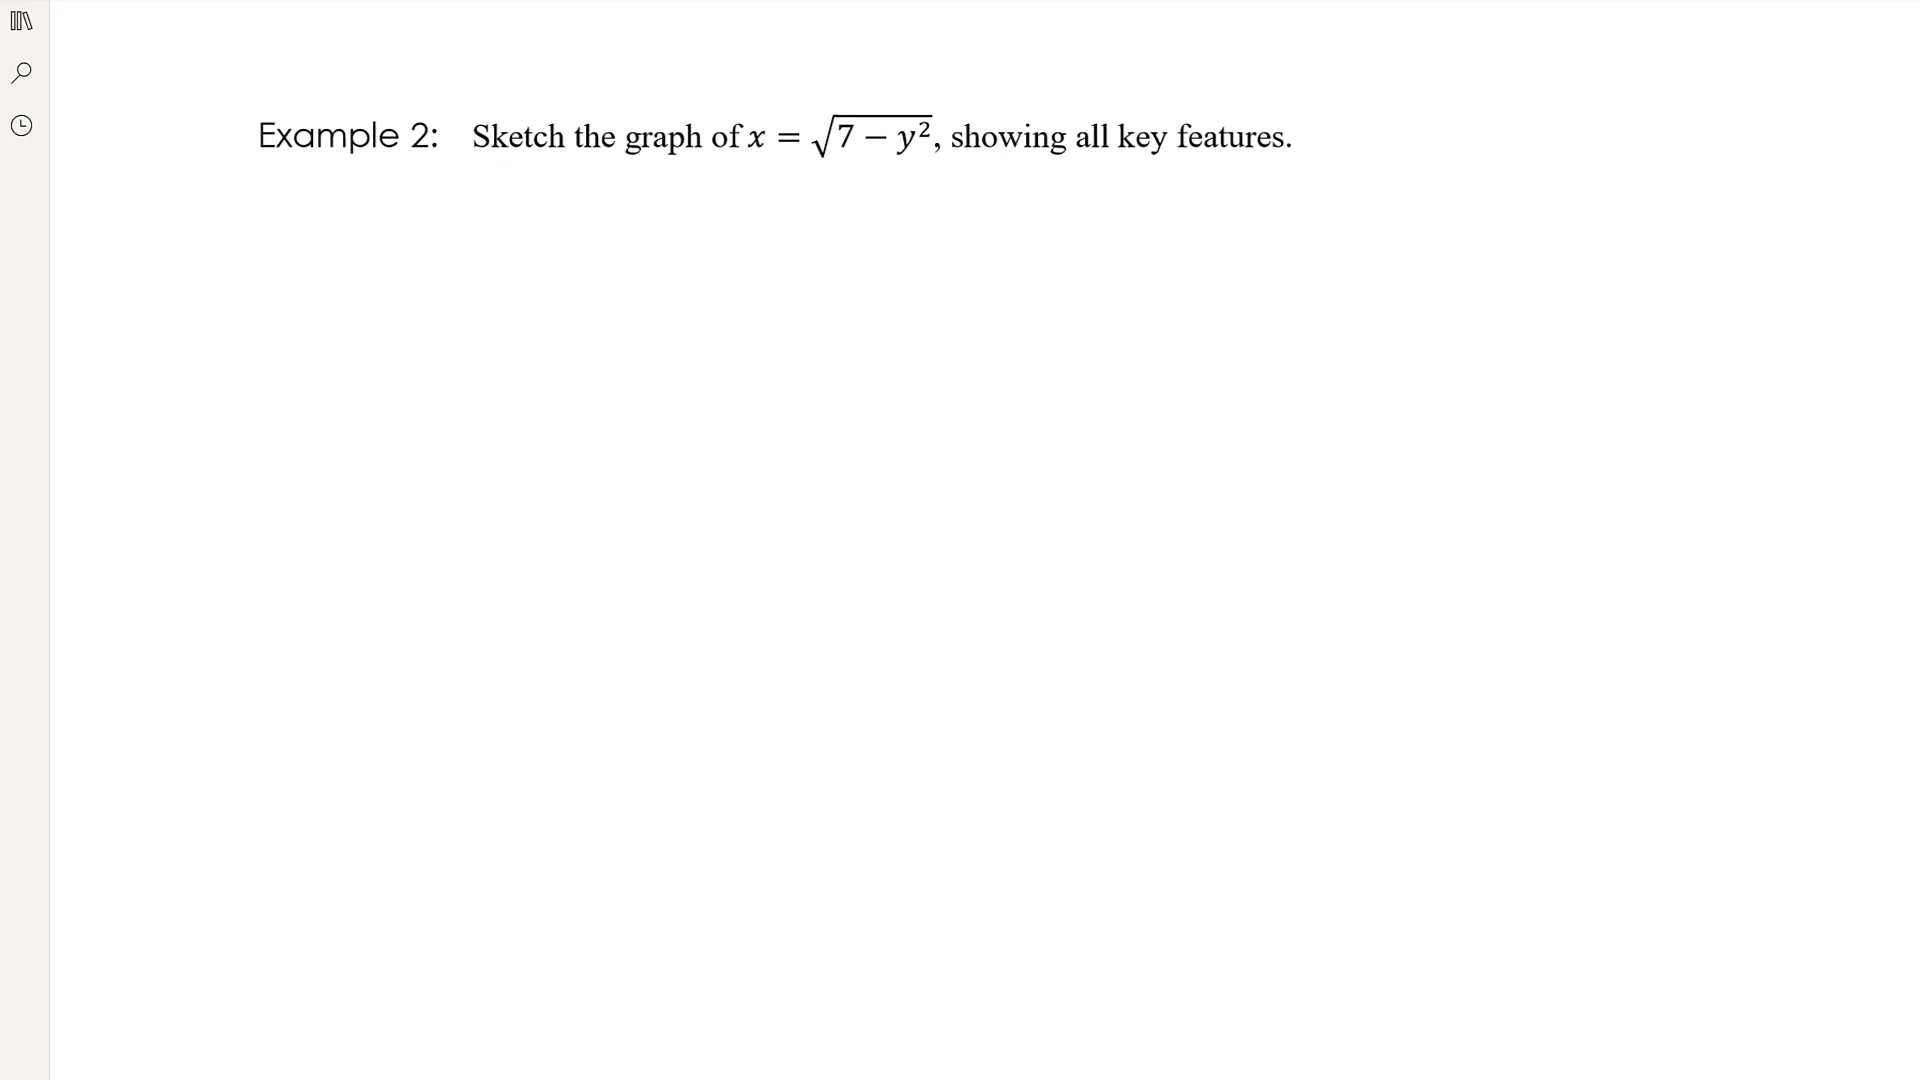 Example 2: Sketch the graph of x = √(7 − y²), showing all key features.